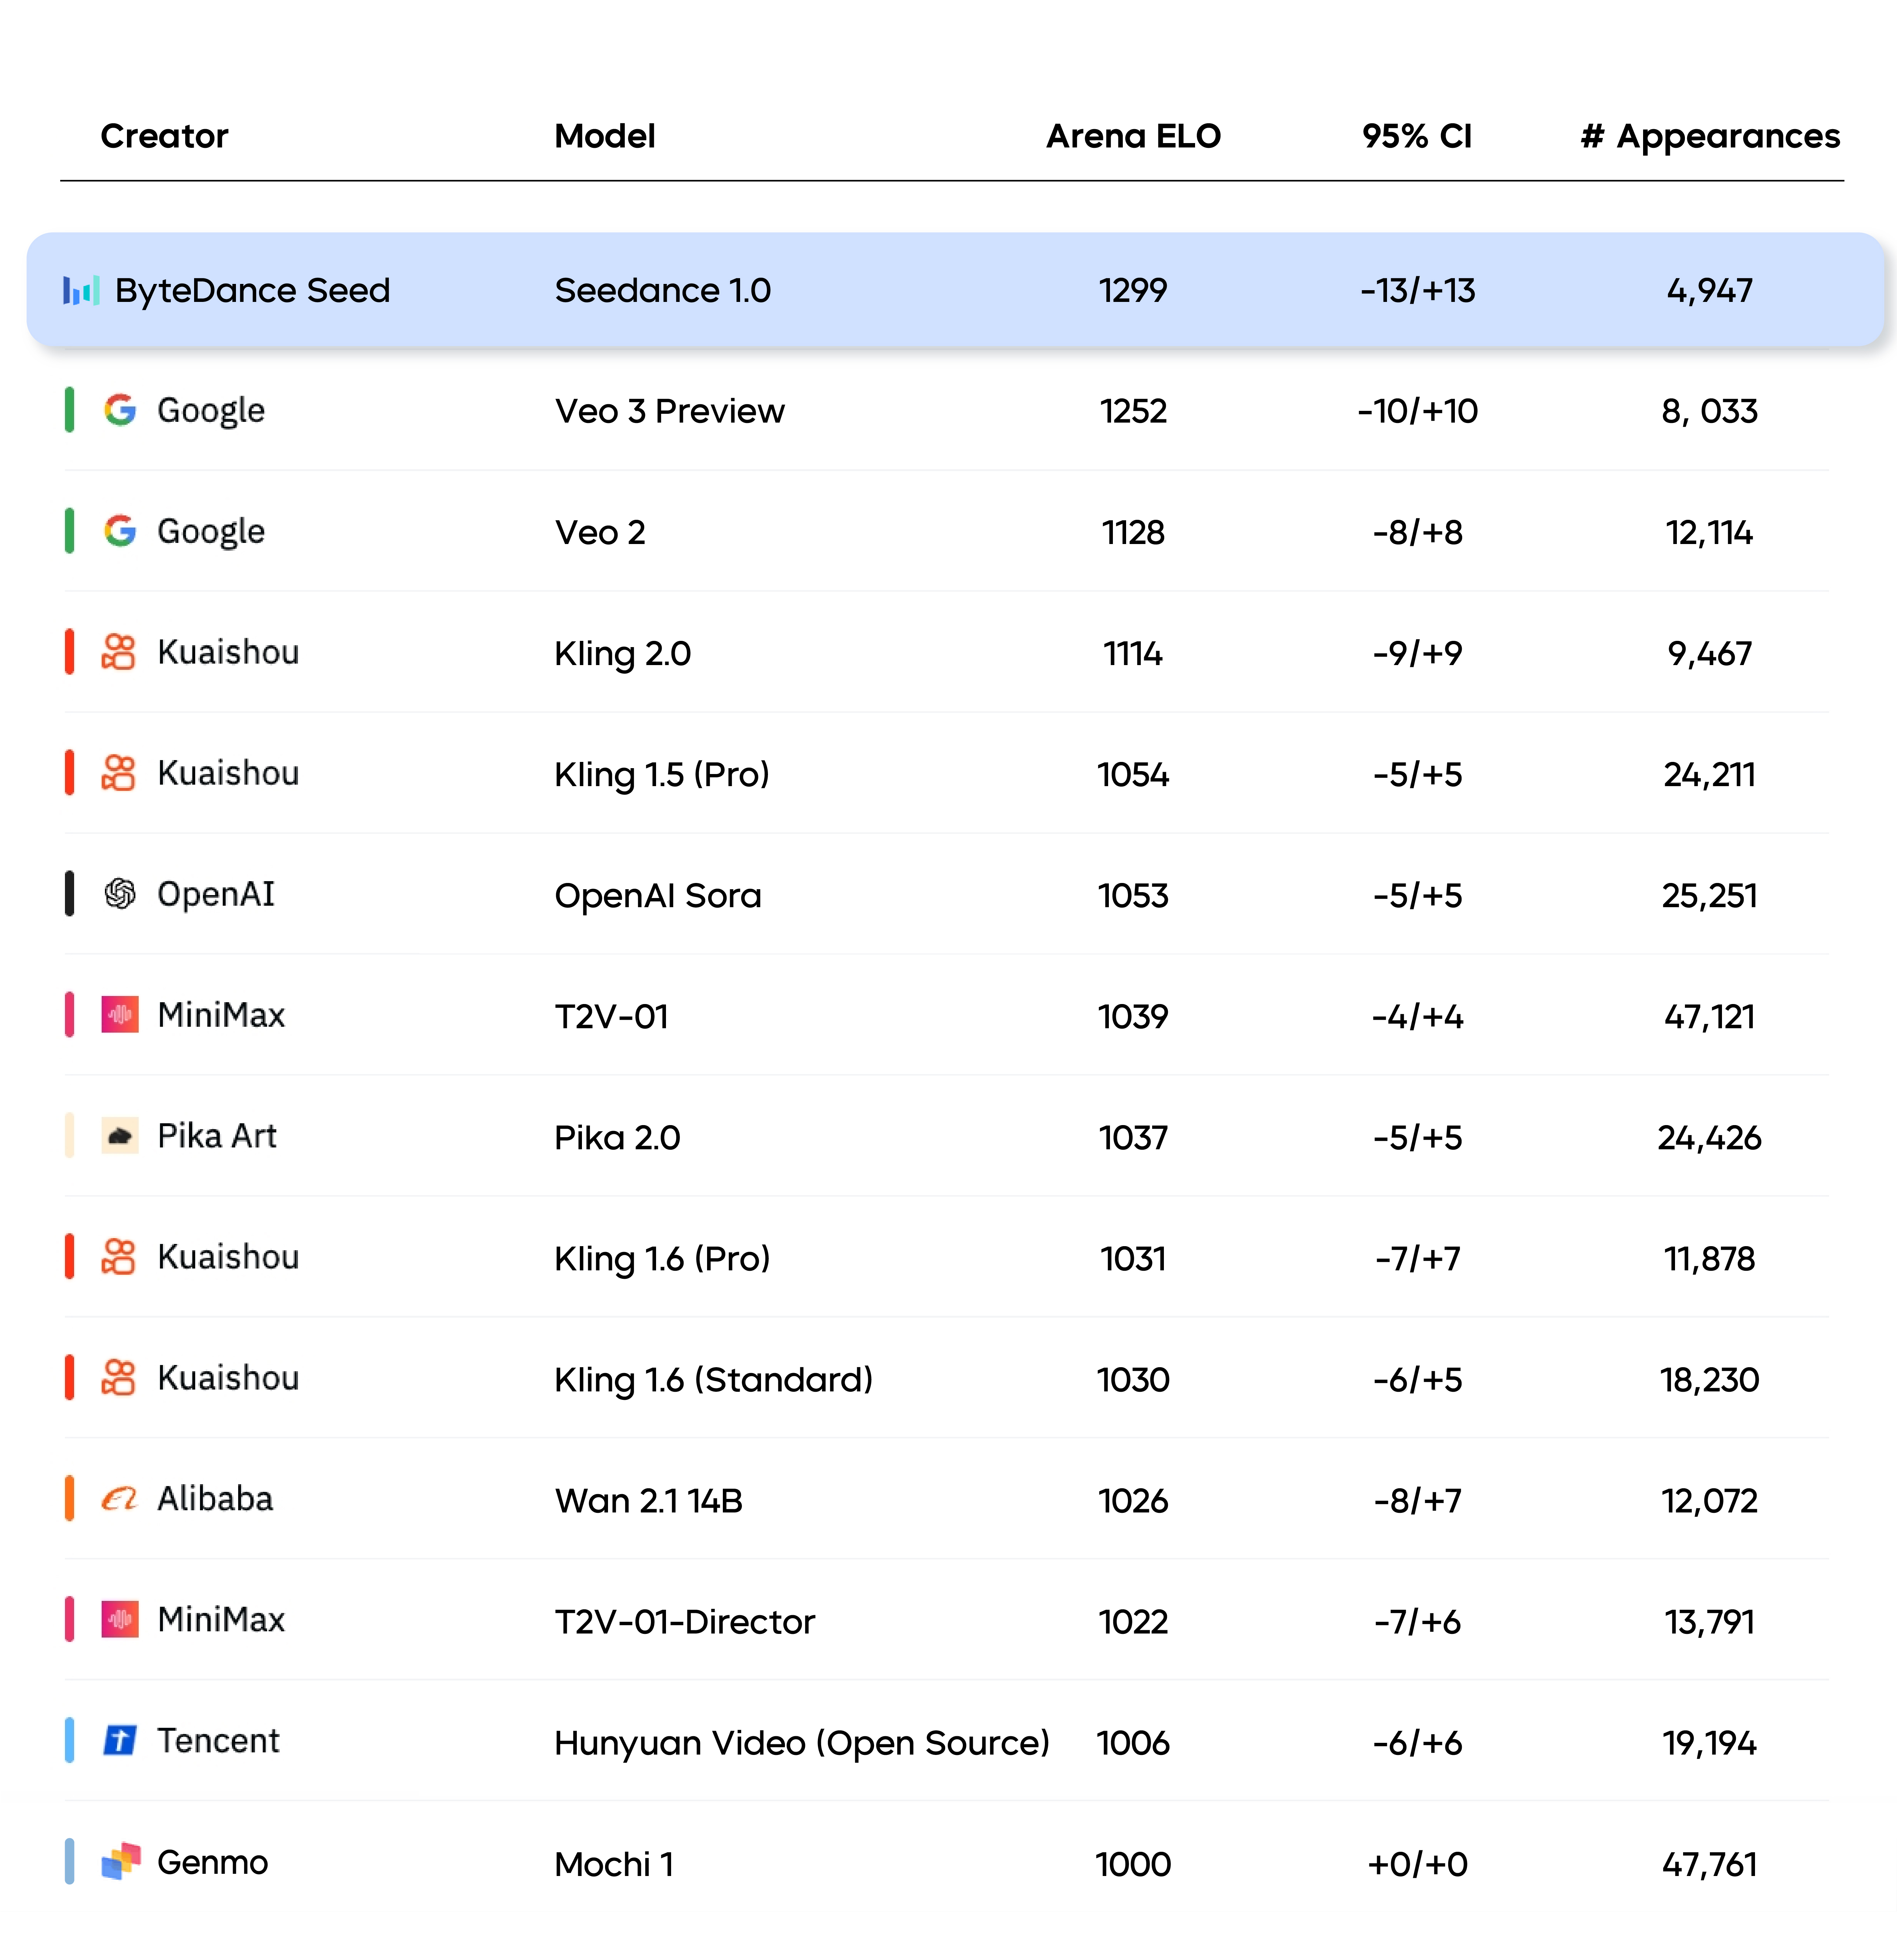 Creator Model Arena ELO 95% CI # Appearances
ByteDance Seed Seedance 1.0 1299 -13/+13 4,947
Google Veo 3 Preview 1252 -10/+10 8, 033
Google Veo 2 1128 -8/+8 12,114
Kuaishou Kling 2.0 1114 -9/+9 9,467
Kuaishou Kling 1.5 (Pro) 1054 -5/+5 24,211
OpenAI OpenAI Sora 1053 -5/+5 25,251
MiniMax T2V-01 1039 -4/+4 47,121
Pika Art Pika 2.0 1037 -5/+5 24,426
Kuaishou Kling 1.6 (Pro) 1031 -7/+7 11,878
Kuaishou Kling 1.6 (Standard) 1030 -6/+5 18,230
Alibaba Wan 2.1 14B 1026 -8/+7 12,072
MiniMax T2V-01-Director 1022 -7/+6 13,791
Tencent Hunyuan Video (Open Source) 1006 -6/+6 19,194
Genmo Mochi 1 1000 +0/+0 47,761